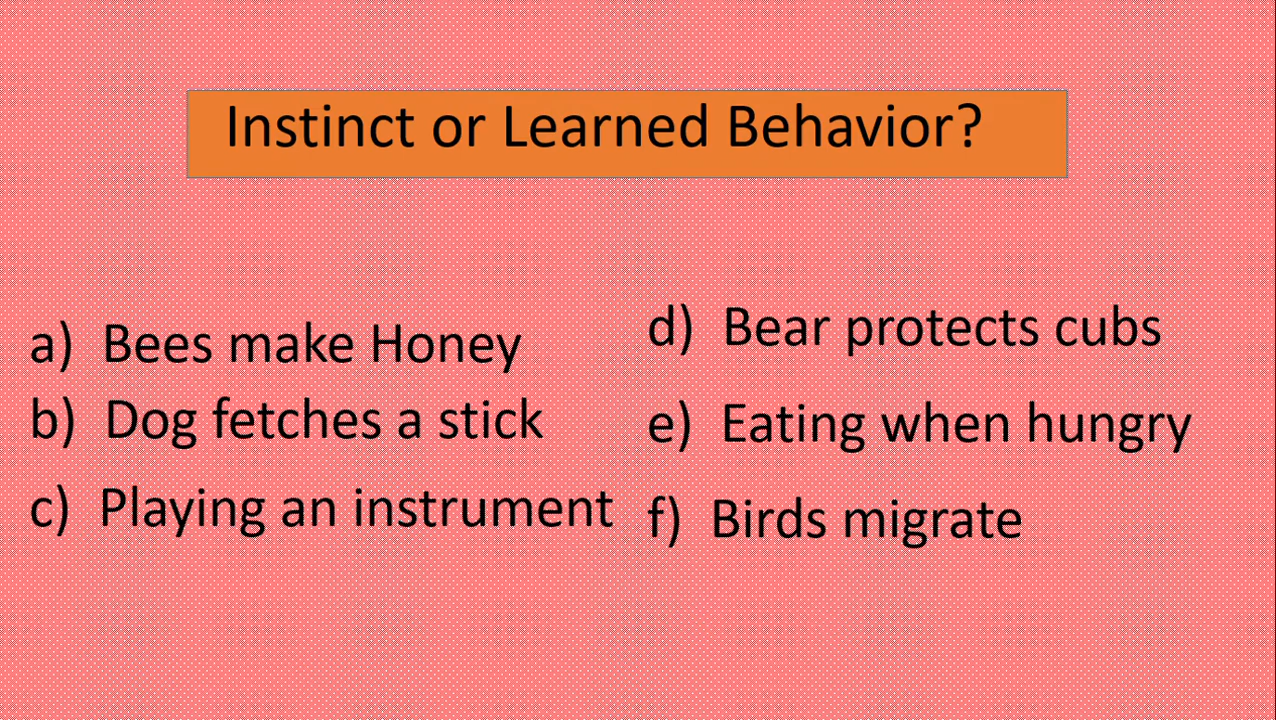 Instinct or Learned Behavior?
a) Bees make Honey
b) Dog fetches a stick
c) Playing an instrument
d) Bear protects cubs
e) Eating when hungry
f) Birds migrate